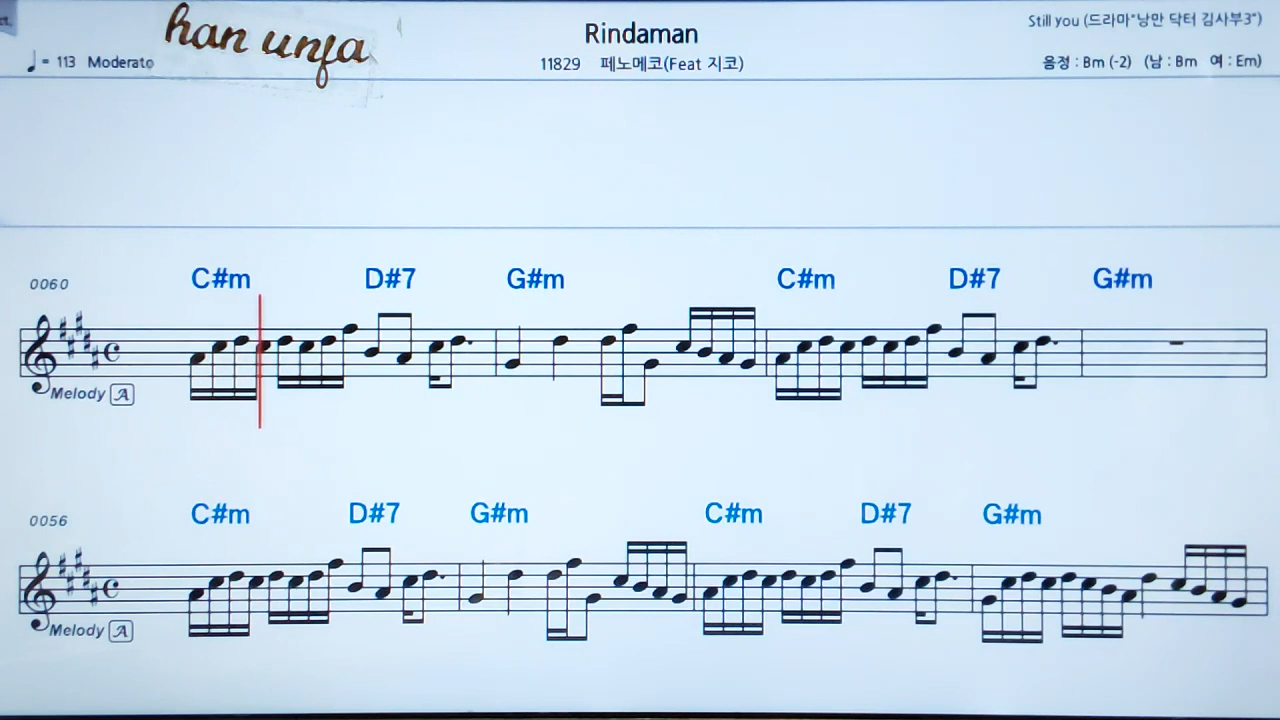 ct.
han unfa
Rindaman
Still you (드라마"낭만 닥터 김사부3")
♩ = 113 Moderato
11829 페노메코(Feat 지코)
음정 : Bm (-2) (남 : Bm 여 : Em)
0060 C#m D#7 G#m C#m D#7 G#m
Melody A
0056 C#m D#7 G#m C#m D#7 G#m
Melody A